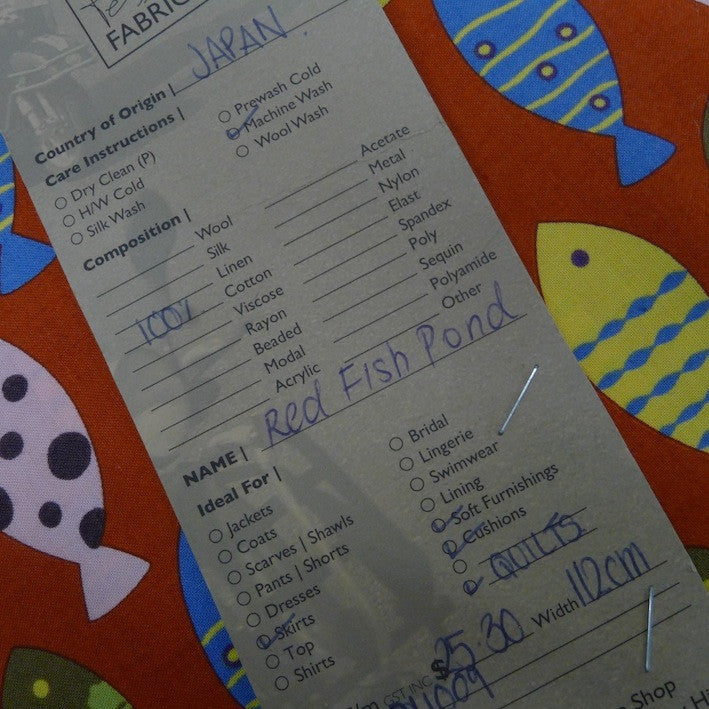 FABRIC
Country of Origin | JAPAN.
Care Instructions |
Dry Clean (P)
H/W Cold
Silk Wash
Prewash Cold
Machine Wash
Wool Wash
Composition |
Wool
Silk
Linen
100% Cotton
Viscose
Rayon
Beaded
Modal
Acrylic
Acetate
Metal
Nylon
Elast
Spandex
Poly
Sequin
Polyamide
Other
NAME | Red Fish Pond
Ideal For |
Jackets
Coats
Scarves | Shawls
Pants | Shorts
Dresses
Skirts
Top
Shirts
Bridal
Lingerie
Swimwear
Lining
Soft Furnishings
Cushions
QUILTS
$25.30 Width 112cm
/m GST INC
Shop